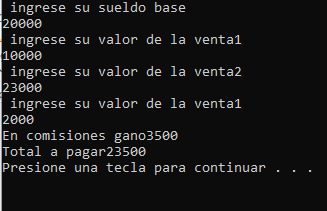 ingrese su sueldo base
20000
ingrese su valor de la venta1
10000
ingrese su valor de la venta2
23000
ingrese su valor de la venta1
2000
En comisiones gano3500
Total a pagar23500
Presione una tecla para continuar . . .